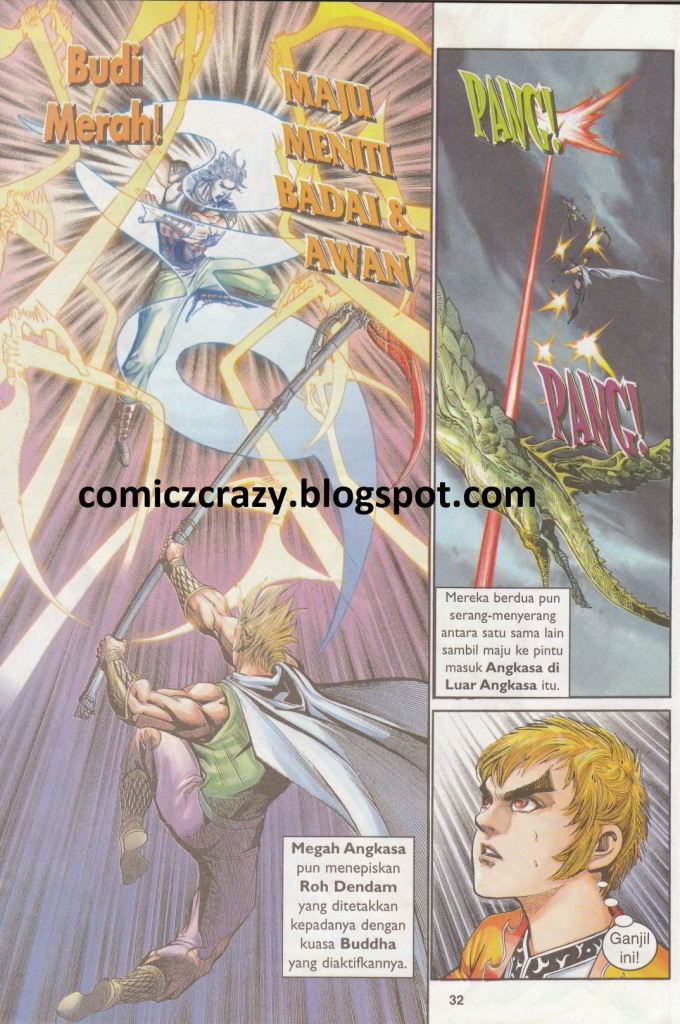 Budi
Merah!
MAJU
MENITI
BADAI &
AWAN
comiczcrazy.blogspot.com
Megah Angkasa
pun menepiskan
Roh Dendam
yang ditetakkan
kepadanya dengan
kuasa Buddha
yang diaktifkannya.
PANG!
PANG!
Mereka berdua pun
serang-menyerang
antara satu sama lain
sambil maju ke pintu
masuk Angkasa di
Luar Angkasa itu.
Ganjil
ini!
32